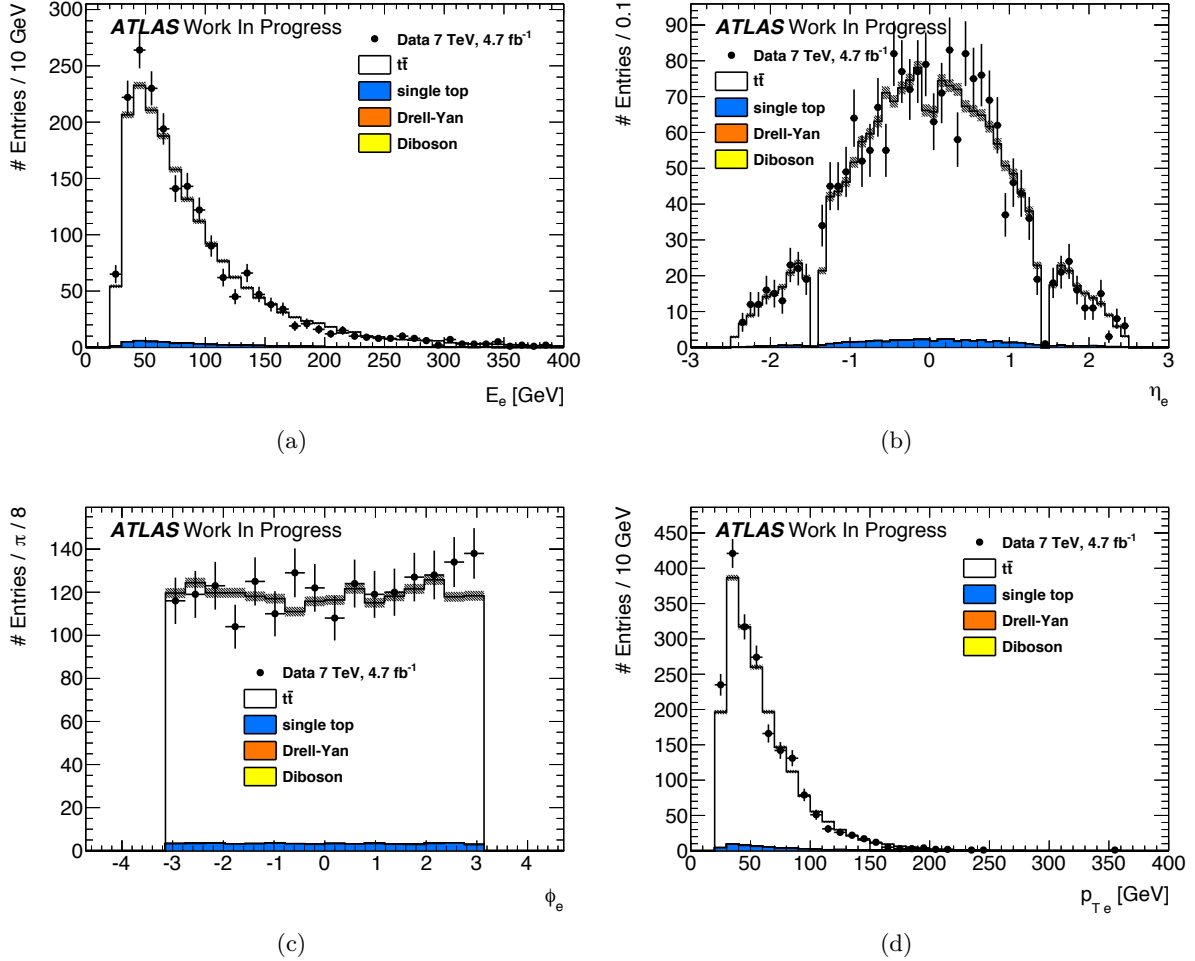 ATLAS Work In Progress
Data 7 TeV, 4.7 fb-1
tt̄
single top
Drell-Yan
Diboson
# Entries / 10 GeV
300
250
200
150
100
50
0
0 50 100 150 200 250 300 350 400
E_e [GeV]
(a)
ATLAS Work In Progress
Data 7 TeV, 4.7 fb-1
tt̄
single top
Drell-Yan
Diboson
# Entries / 0.1
90
80
70
60
50
40
30
20
10
0
-3 -2 -1 0 1 2 3
η_e
(b)
ATLAS Work In Progress
# Entries / π / 8
140
120
100
80
60
40
20
0
Data 7 TeV, 4.7 fb-1
tt̄
single top
Drell-Yan
Diboson
-4 -3 -2 -1 0 1 2 3 4
ϕ_e
(c)
ATLAS Work In Progress
Data 7 TeV, 4.7 fb-1
tt̄
single top
Drell-Yan
Diboson
# Entries / 10 GeV
450
400
350
300
250
200
150
100
50
0
0 50 100 150 200 250 300 350 400
p_T e [GeV]
(d)